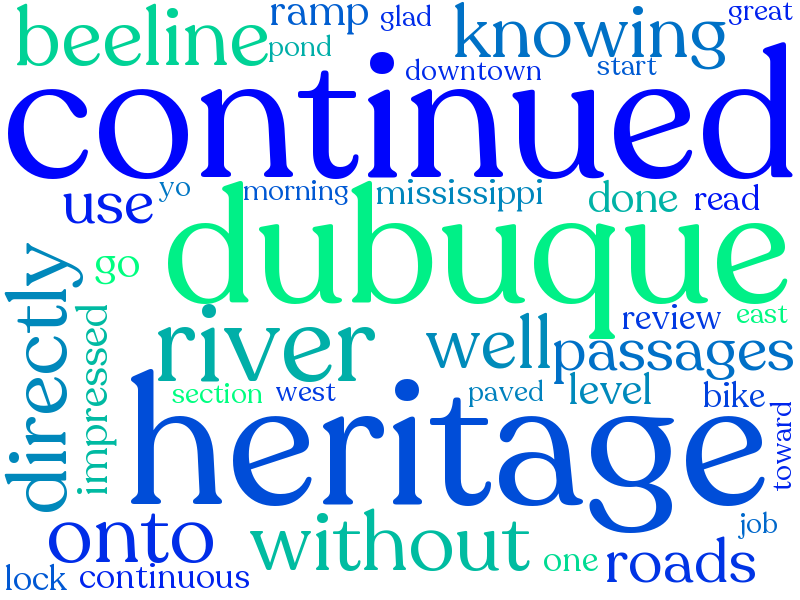 beeline
ramp
glad
knowing
great
pond
downtown
start
continued
use
yo
morning
mississippi
done
read
dubuque
go
directly
impressed
river
review
east
well
passages
section
west
paved
level
bike
heritage
toward
onto
without
job
one
roads
lock
continuous